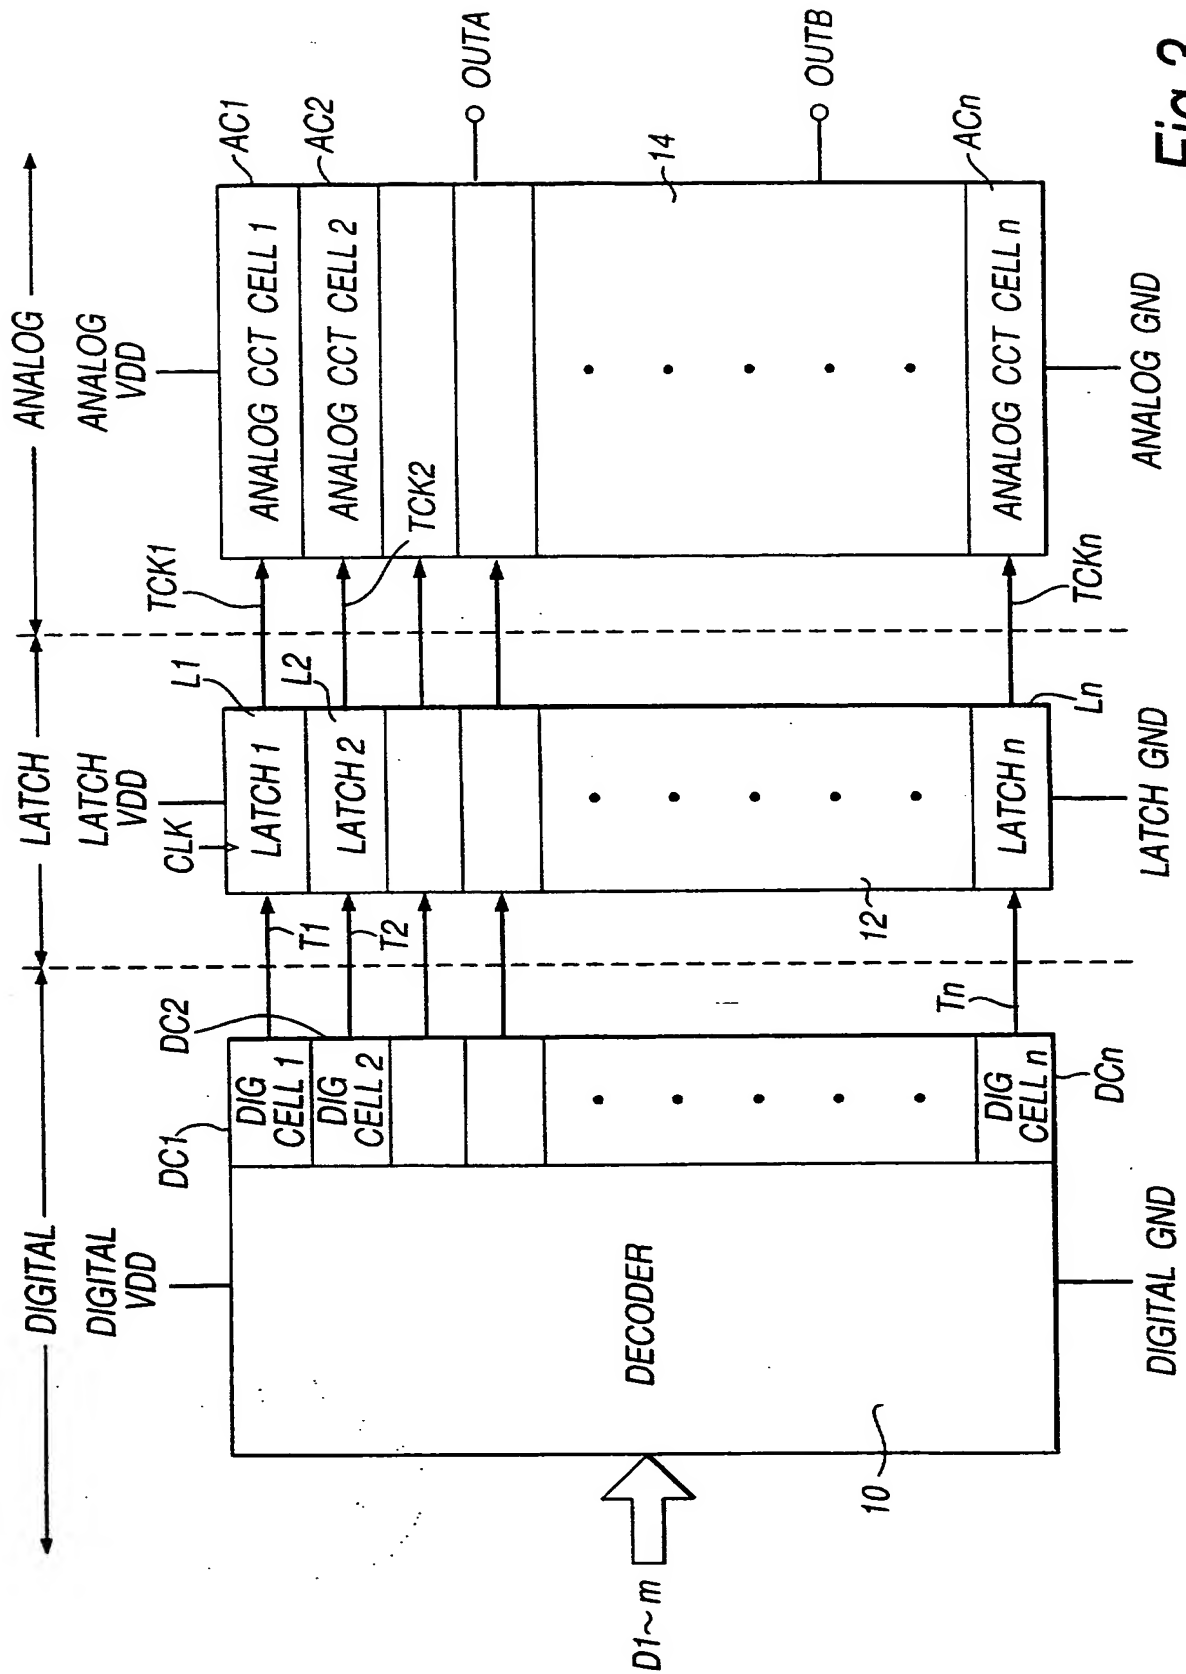 DIGITAL
LATCH
ANALOG
DIGITAL
VDD
LATCH
VDD
ANALOG
VDD
CLK
DC1
DC2
L1
L2
TCK1
TCK2
AC1
AC2
DIG
CELL 1
DIG
CELL 2
DIG
CELL n
T1
T2
Tn
LATCH 1
LATCH 2
LATCH n
ANALOG CCT CELL 1
ANALOG CCT CELL 2
ANALOG CCT CELL n
OUTA
OUTB
D1~m
DECODER
10
12
14
DCn
Ln
TCKn
ACn
DIGITAL GND
LATCH GND
ANALOG GND
Fig.